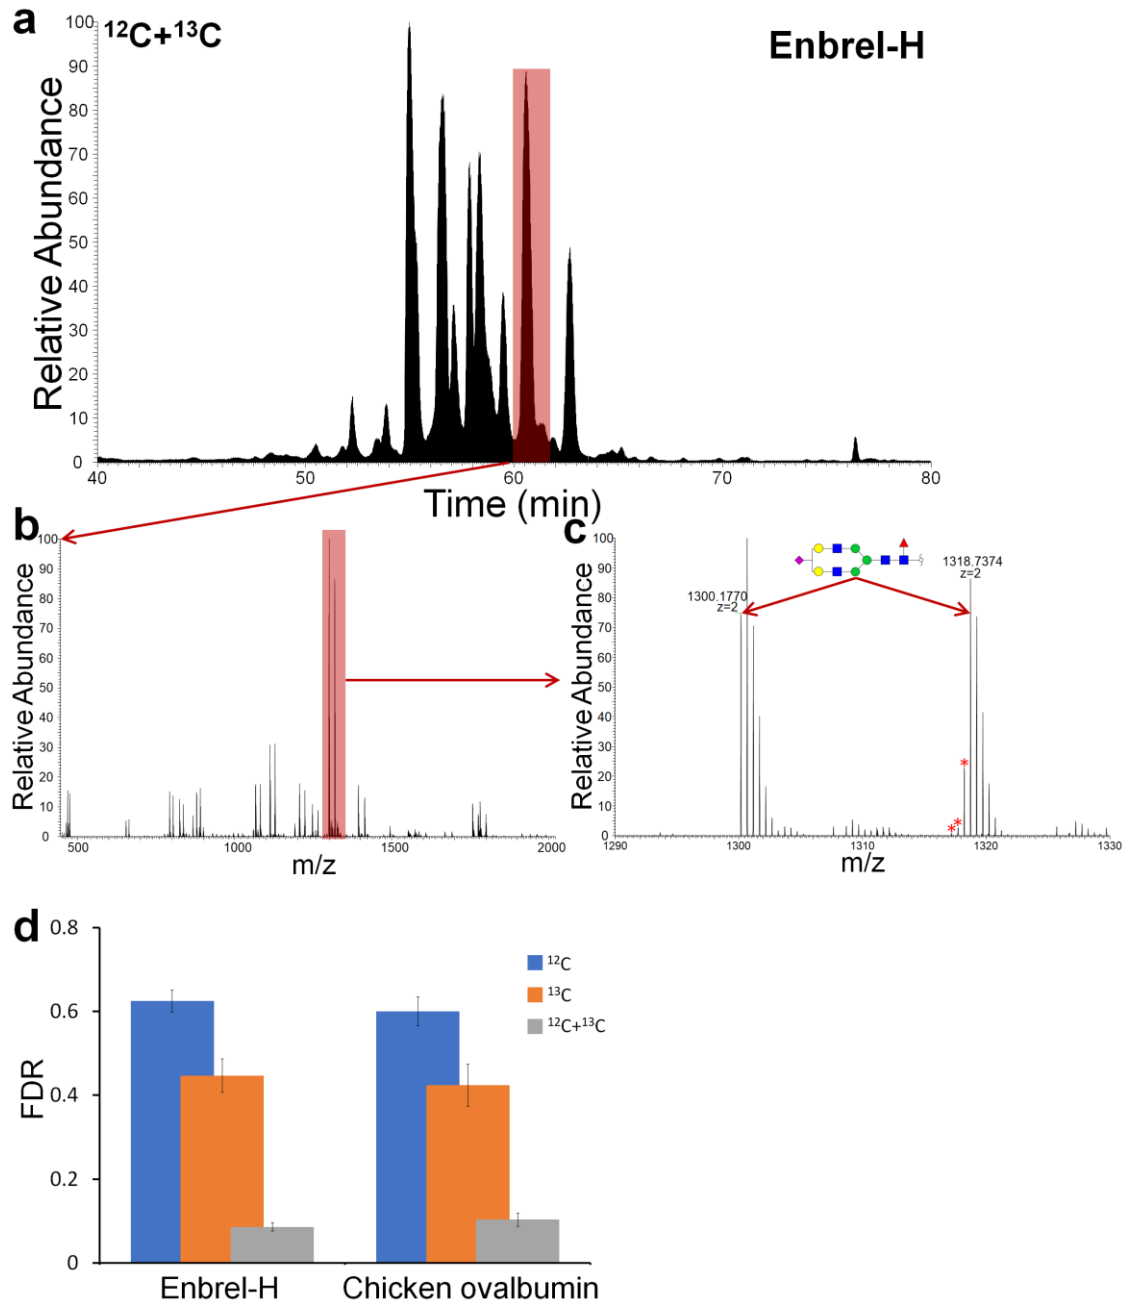 a
¹²C+¹³C
Enbrel-H
Relative Abundance
100
90
80
70
60
50
40
30
20
10
0
40
50
60
70
80
Time (min)
b
Relative Abundance
100
90
80
70
60
50
40
30
20
10
0
500
1000
1500
2000
m/z
c
Relative Abundance
100
90
80
70
60
50
40
30
20
10
0
1300.1770
z=2
1318.7374
z=2
*
*
*
1290
1300
1310
1320
1330
m/z
d
FDR
0.8
0.6
0.4
0.2
0
¹²C
¹³C
¹²C+¹³C
Enbrel-H
Chicken ovalbumin